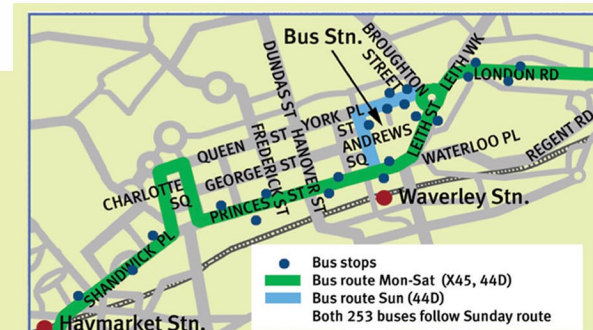 Bus Stn.
DUNDAS ST
BROUGHTON
STREET
LEITH WK
LONDON RD
YORK PL
QUEEN ST
FREDERICK ST
HANOVER ST
ST
ANDREWS
SQ
LEITH ST
WATERLOO PL
REGENT RD
GEORGE ST
CHARLOTTE
SQ
PRINCES ST
Waverley Stn.
SHANDWICK PL
Haymarket Stn.
Bus stops
Bus route Mon-Sat (X45, 44D)
Bus route Sun (44D)
Both 253 buses follow Sunday route